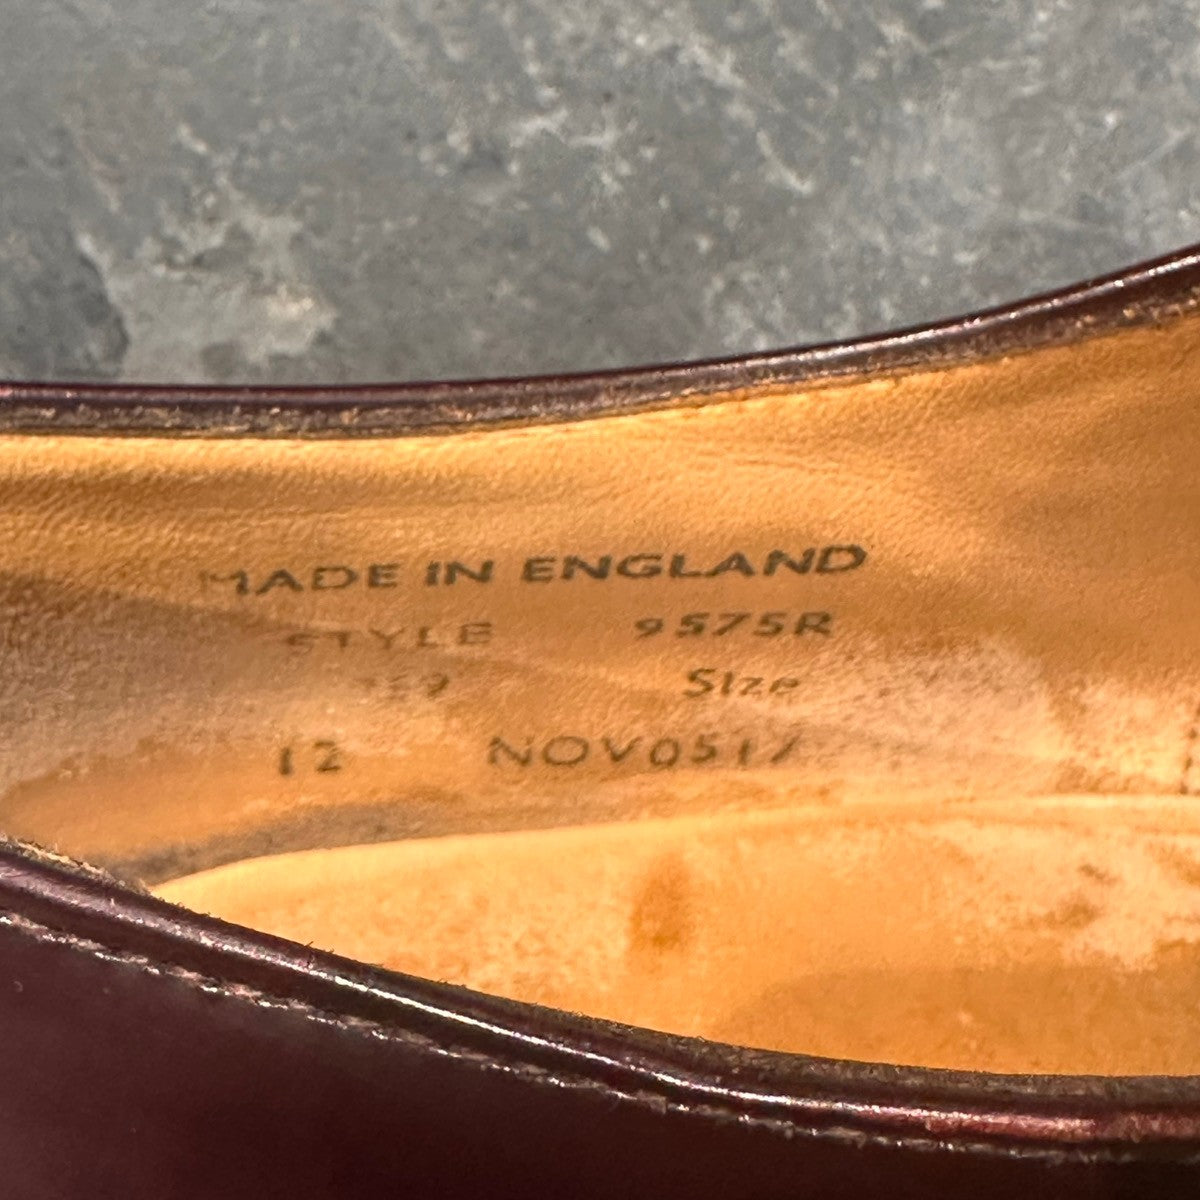 MADE IN ENGLAND
STYLE 9575R
Size
12 NOV0517